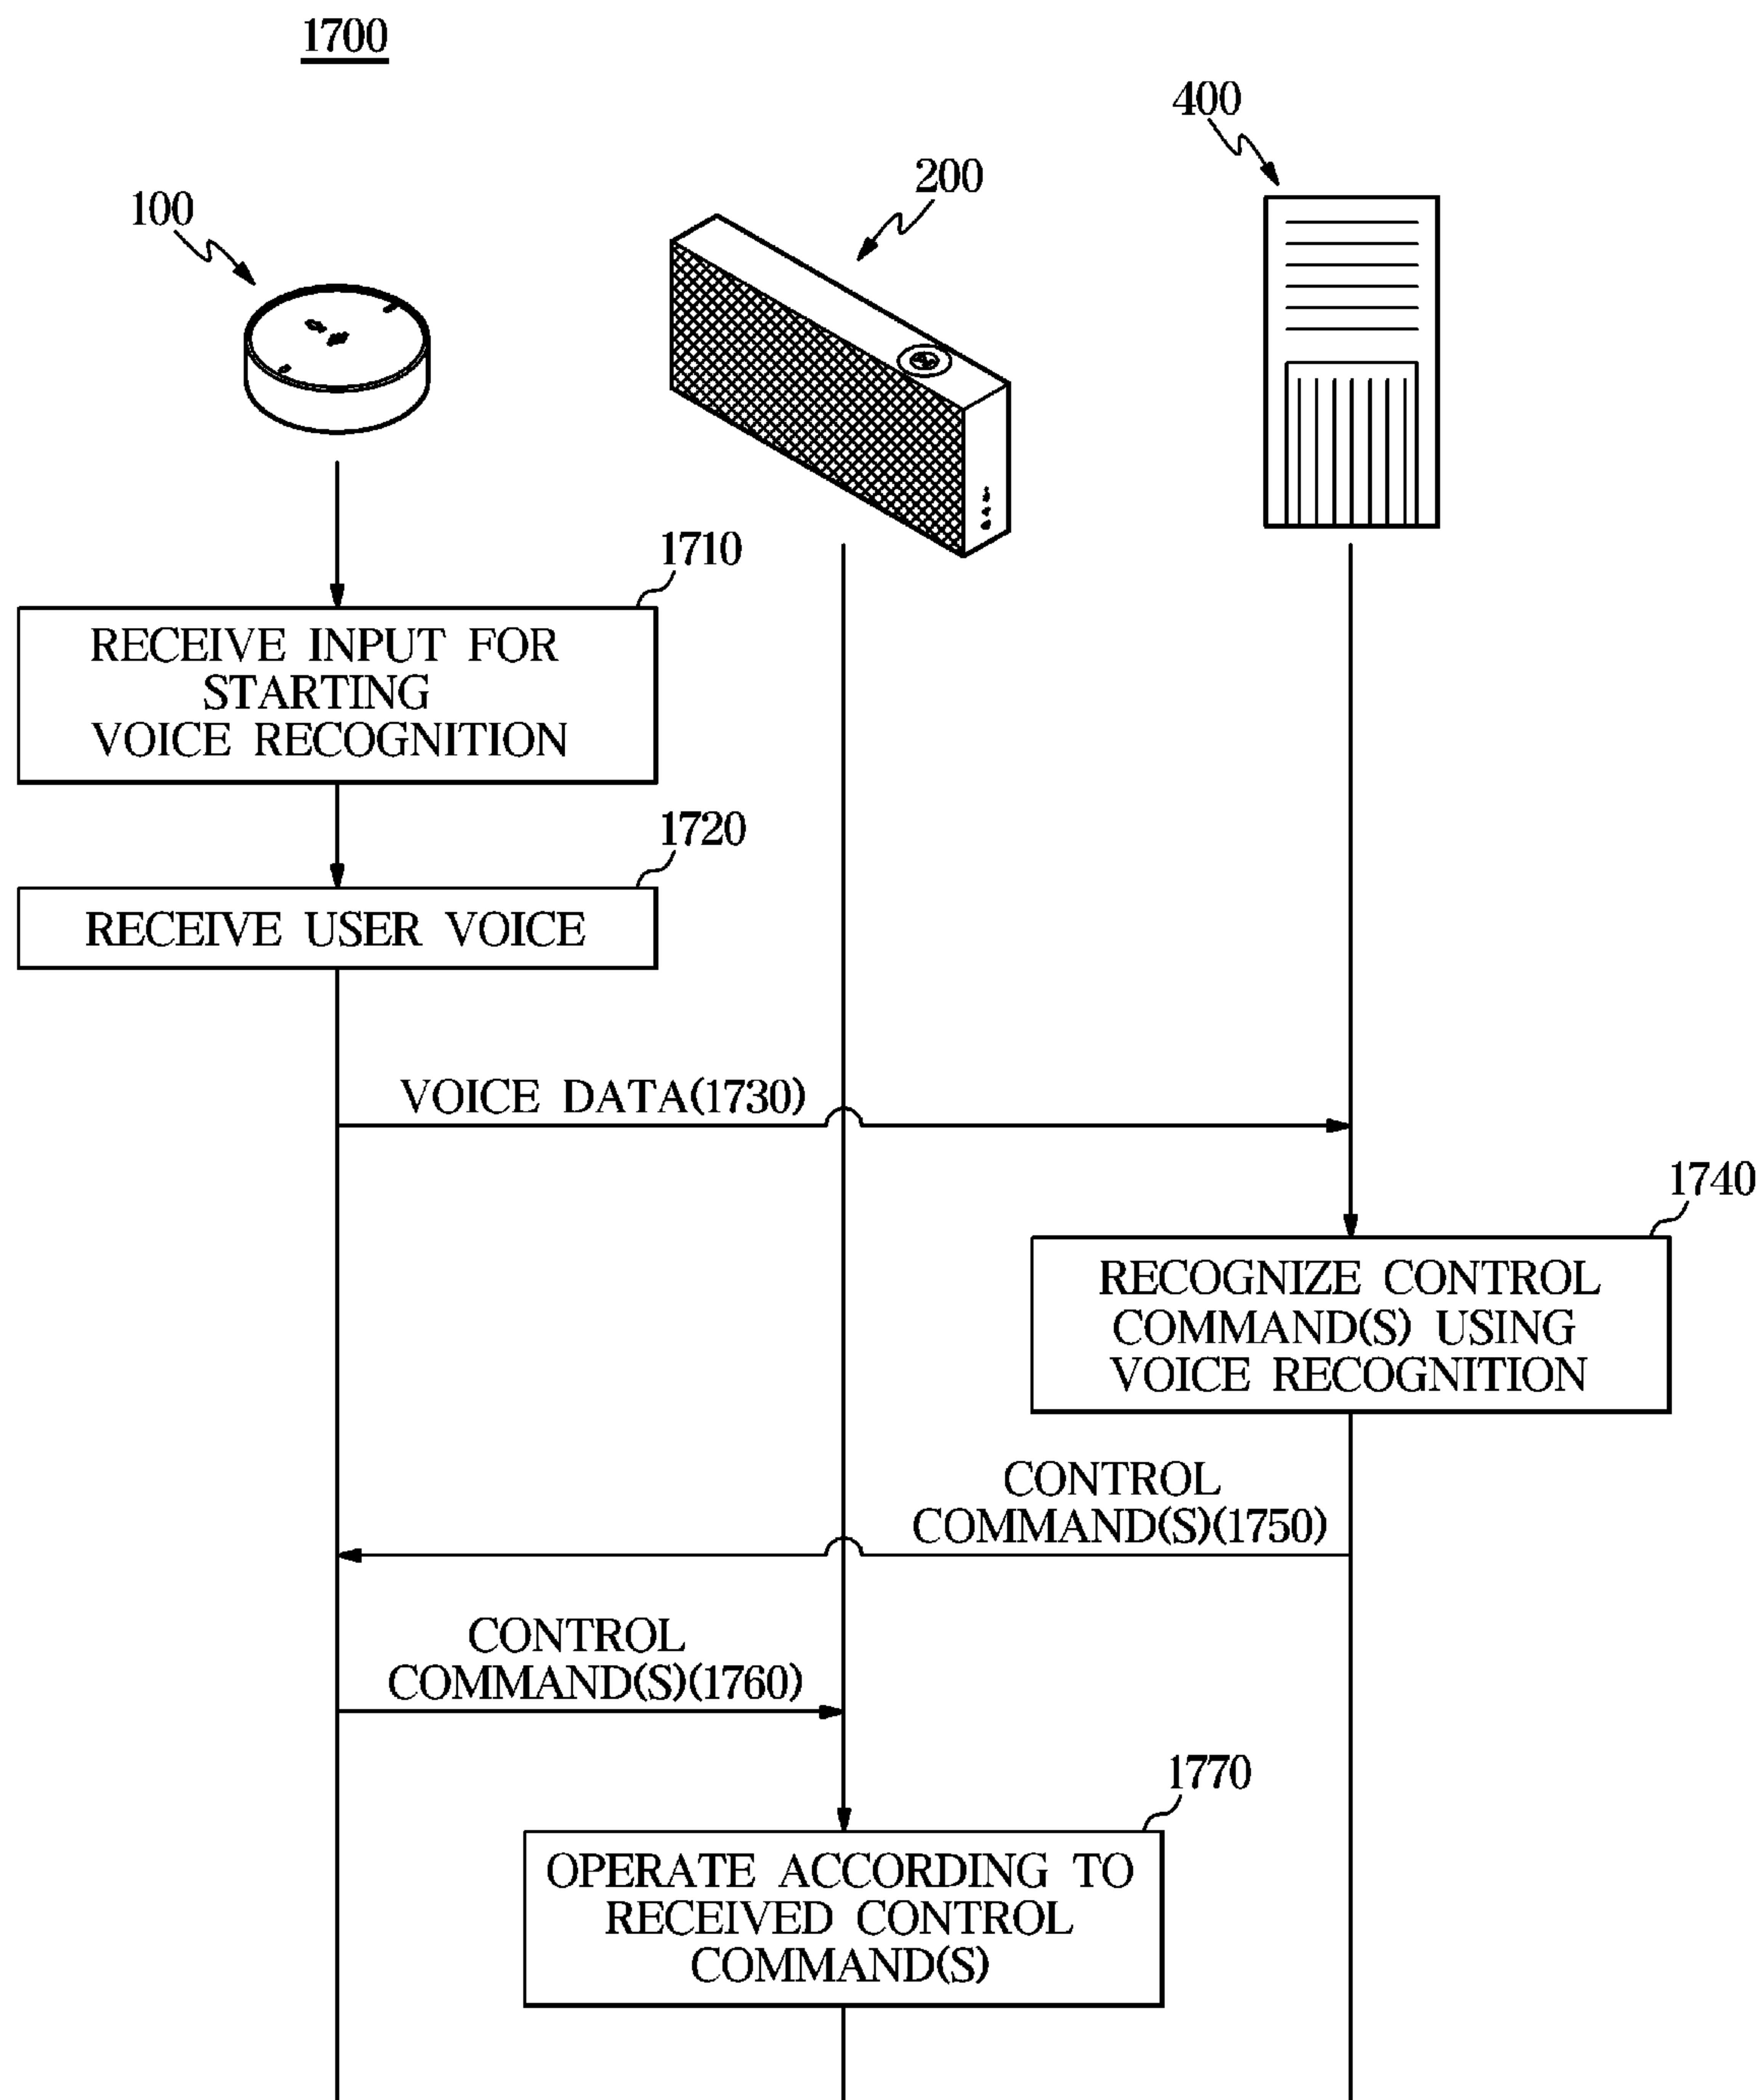 1700
400
200
100
1710
RECEIVE INPUT FOR
STARTING
VOICE RECOGNITION
1720
RECEIVE USER VOICE
VOICE DATA(1730)
1740
RECOGNIZE CONTROL
COMMAND(S) USING
VOICE RECOGNITION
CONTROL
COMMAND(S)(1750)
CONTROL
COMMAND(S)(1760)
1770
OPERATE ACCORDING TO
RECEIVED CONTROL
COMMAND(S)